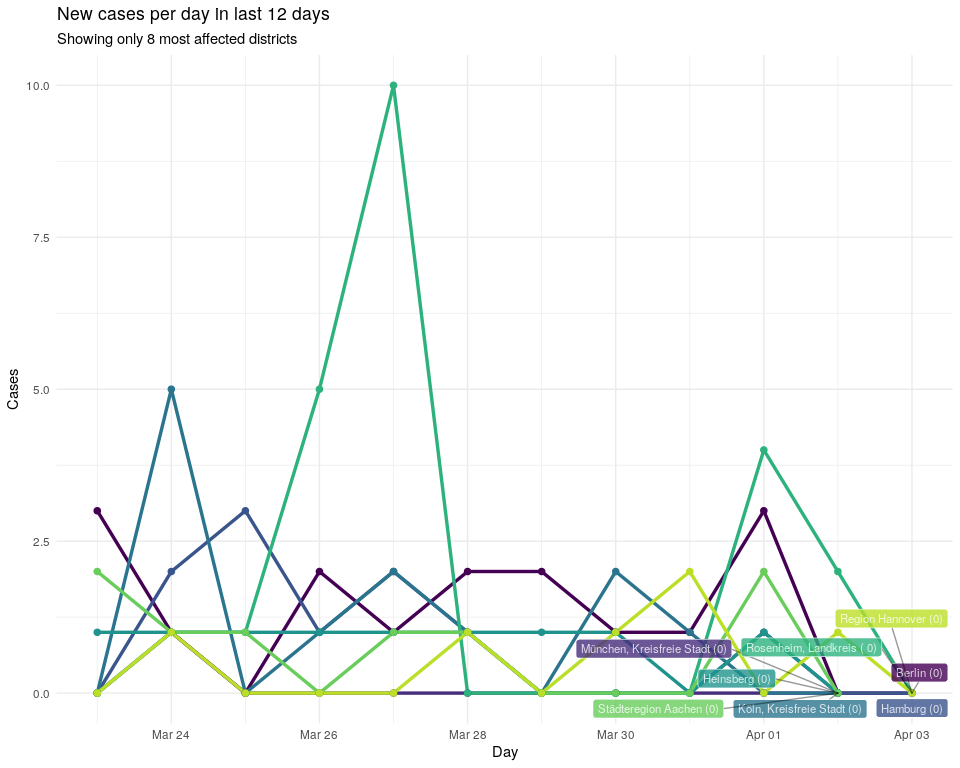 New cases per day in last 12 days
Showing only 8 most affected districts
10.0
7.5
5.0
2.5
0.0
Cases
Region Hannover (0)
München, Kreisfreie Stadt (0)
Rosenheim, Landkreis (0)
Berlin (0)
Heinsberg (0)
Städteregion Aachen (0)
Köln, Kreisfreie Stadt (0)
Hamburg (0)
Mar 24
Mar 26
Mar 28
Mar 30
Apr 01
Apr 03
Day